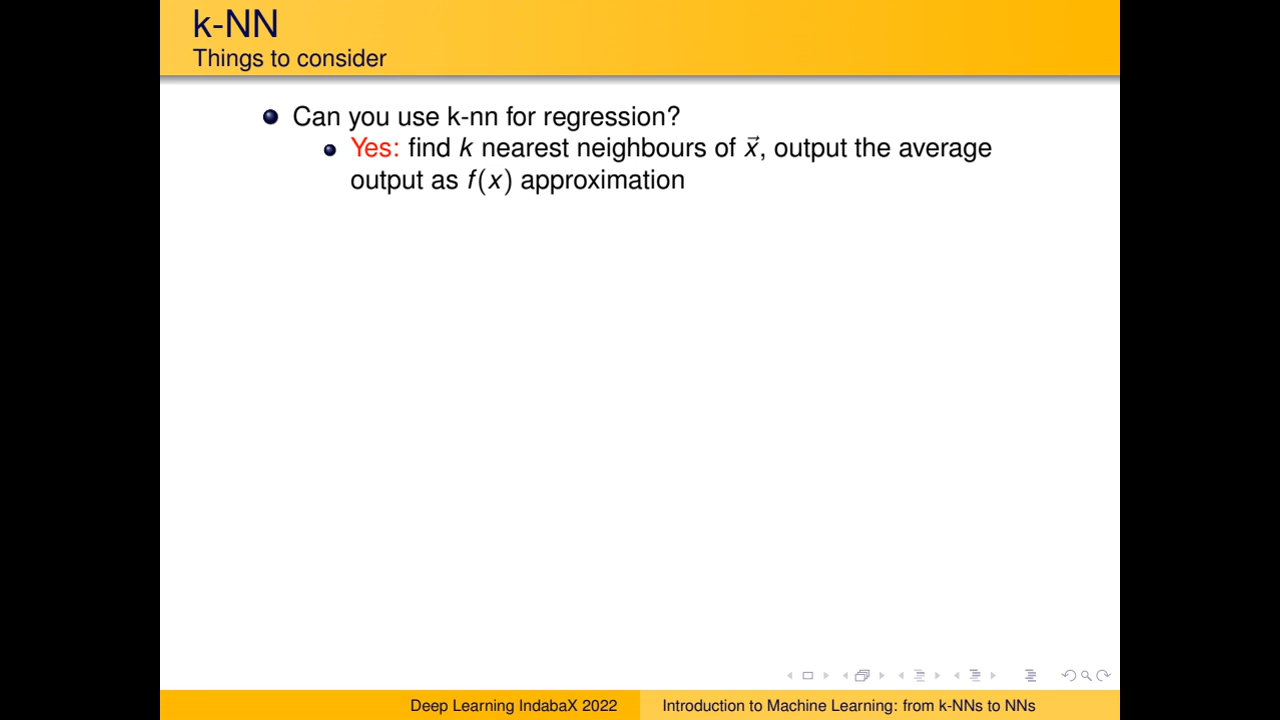 k-NN
Things to consider
Can you use k-nn for regression?
Yes: find k nearest neighbours of x⃗, output the average
output as f(x) approximation
Deep Learning IndabaX 2022
Introduction to Machine Learning: from k-NNs to NNs